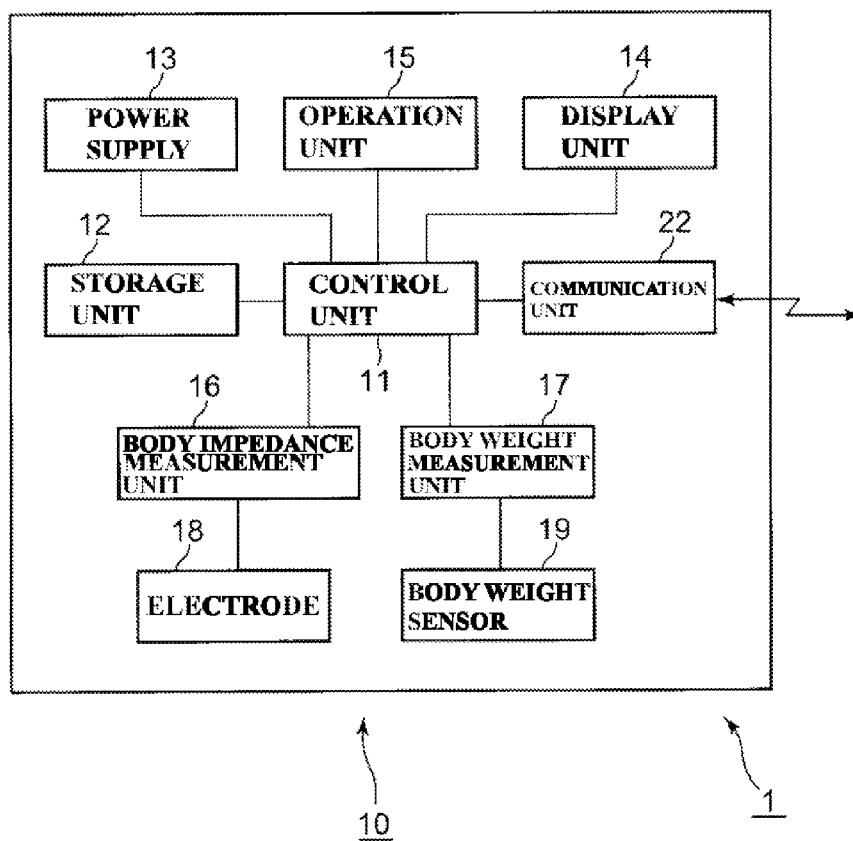 13
POWER
SUPPLY
15
OPERATION
UNIT
14
DISPLAY
UNIT
12
STORAGE
UNIT
CONTROL
UNIT
11
22
COMMUNICATION
UNIT
16
BODY IMPEDANCE
MEASUREMENT
UNIT
17
BODY WEIGHT
MEASUREMENT
UNIT
18
ELECTRODE
19
BODY WEIGHT
SENSOR
10
1